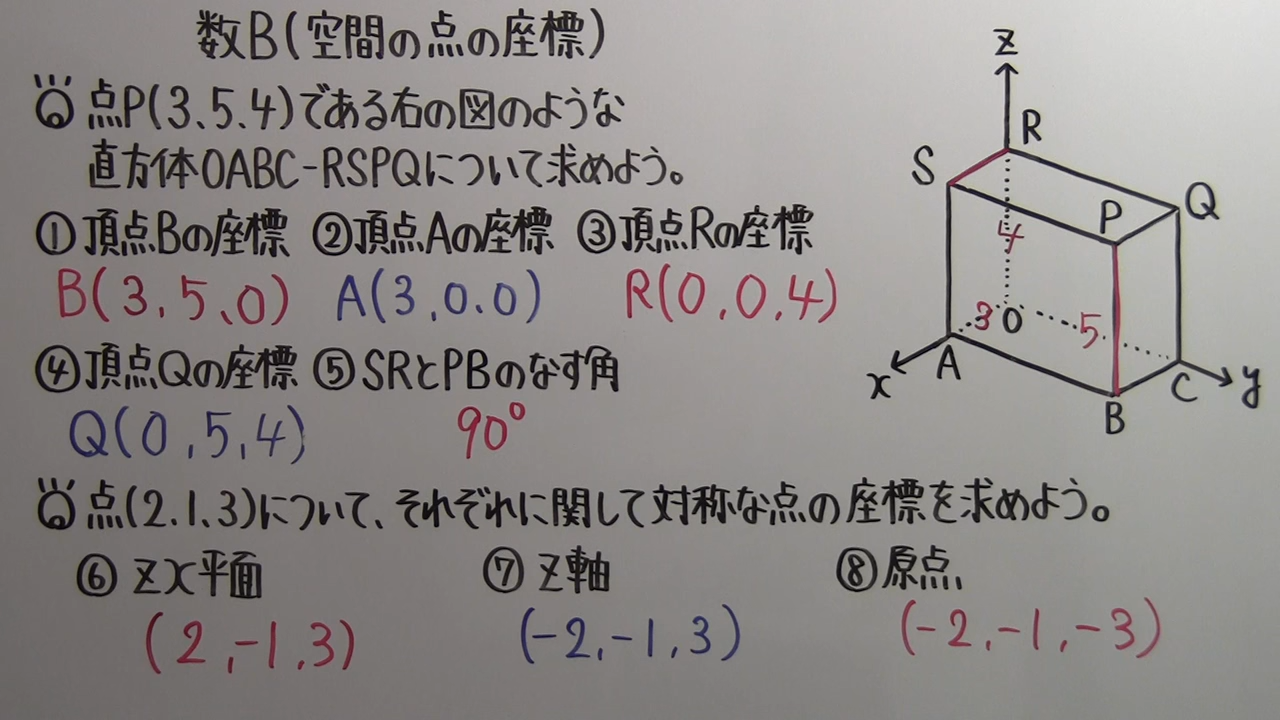 数B(空間の点の座標)
点P(3、5、4)である右の図のような
直方体OABC-RSPQについて求めよう。
①頂点Bの座標 ②頂点Aの座標 ③頂点Rの座標
B(3,5,0) A(3,0.0) R(0,0,4)
④頂点Qの座標 ⑤SRとPBのなす角
Q(0,5,4) 90°
点(2.1.3)について、それぞれに関して対称な点の座標を求めよう。
⑥ZX平面 ⑦Z軸 ⑧原点
(2,-1,3) (-2,-1,3) (-2,-1,-3)
z
R
S
Q
P
4
3
O
5
A
x
C
y
B